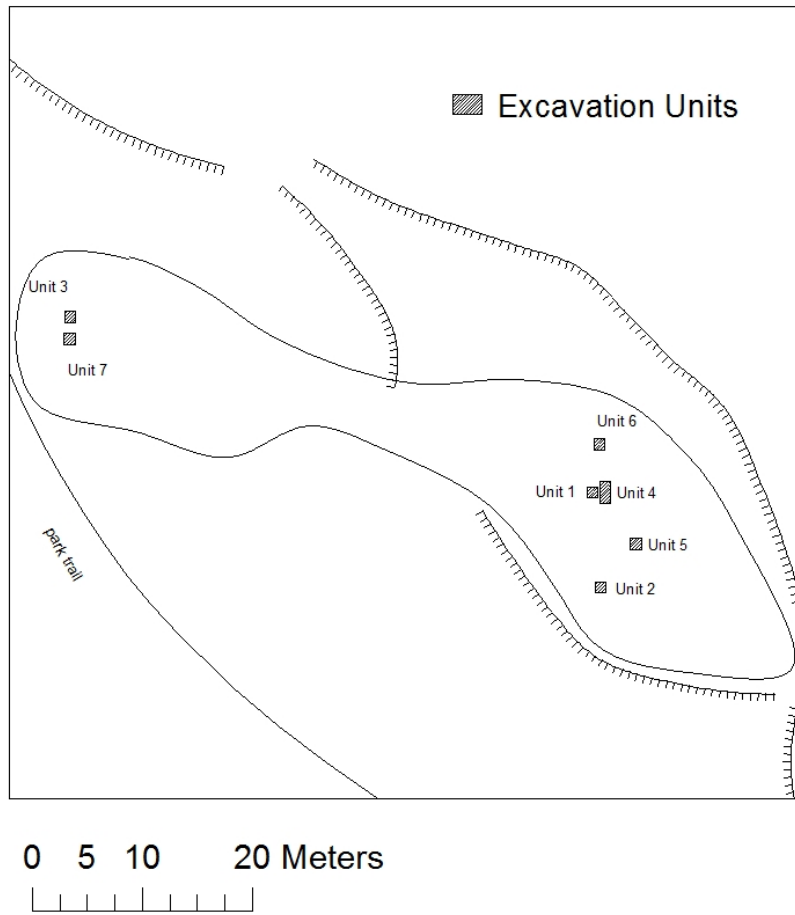 Excavation Units
Unit 3
Unit 7
Unit 6
Unit 1
Unit 4
Unit 5
Unit 2
park trail
0 5 10 20 Meters